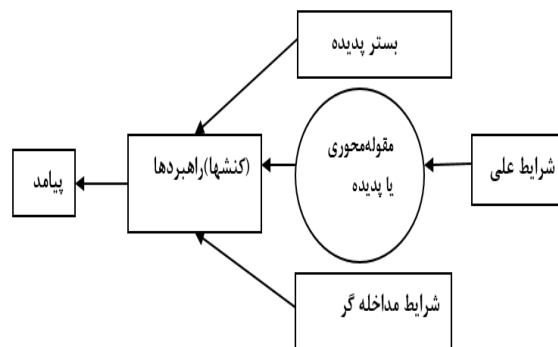 بستر پدیده
شرایط علی
مقوله‌محوری
یا پدیده
(کنشها)راهبردها
پیامد
شرایط مداخله گر